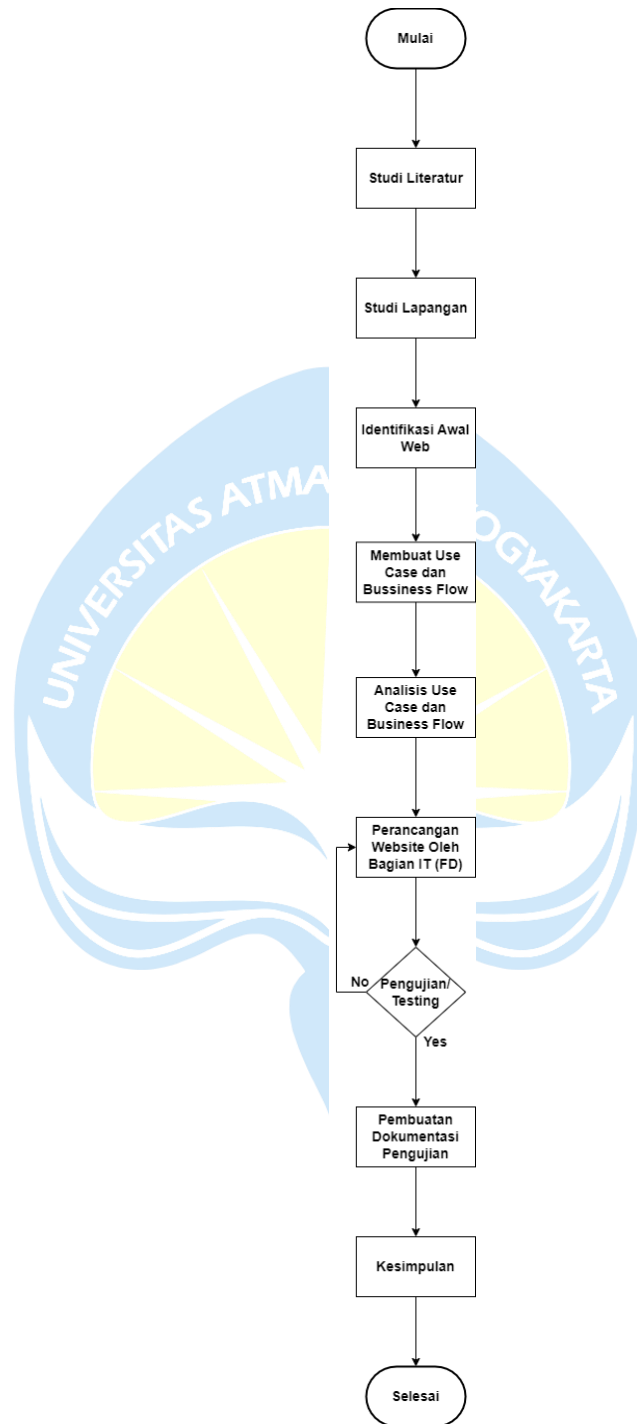 Mulai
Studi Literatur
Studi Lapangan
Identifikasi Awal
Web
UNIVERSITAS ATMA
OGYAKARTA
Membuat Use
Case dan
Bussiness Flow
Analisis Use
Case dan
Business Flow
Perancangan
Website Oleh
Bagian IT (FD)
No
Pengujian/
Testing
Yes
Pembuatan
Dokumentasi
Pengujian
Kesimpulan
Selesai